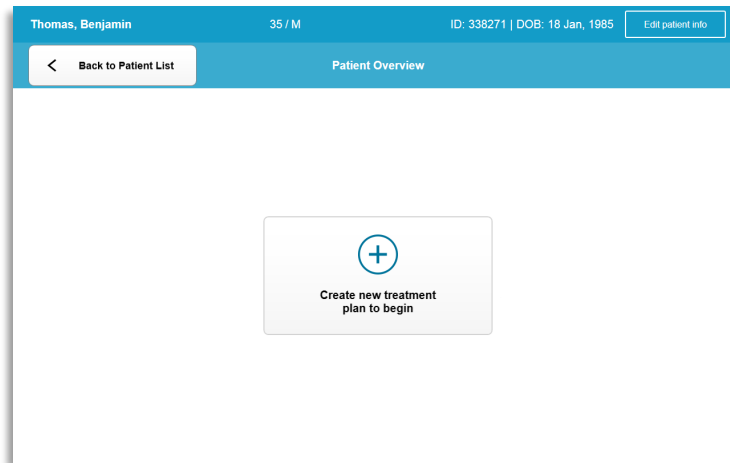 Thomas, Benjamin 35 / M ID: 338271 | DOB: 18 Jan, 1985 Edit patient info
Back to Patient List Patient Overview
Create new treatment
plan to begin